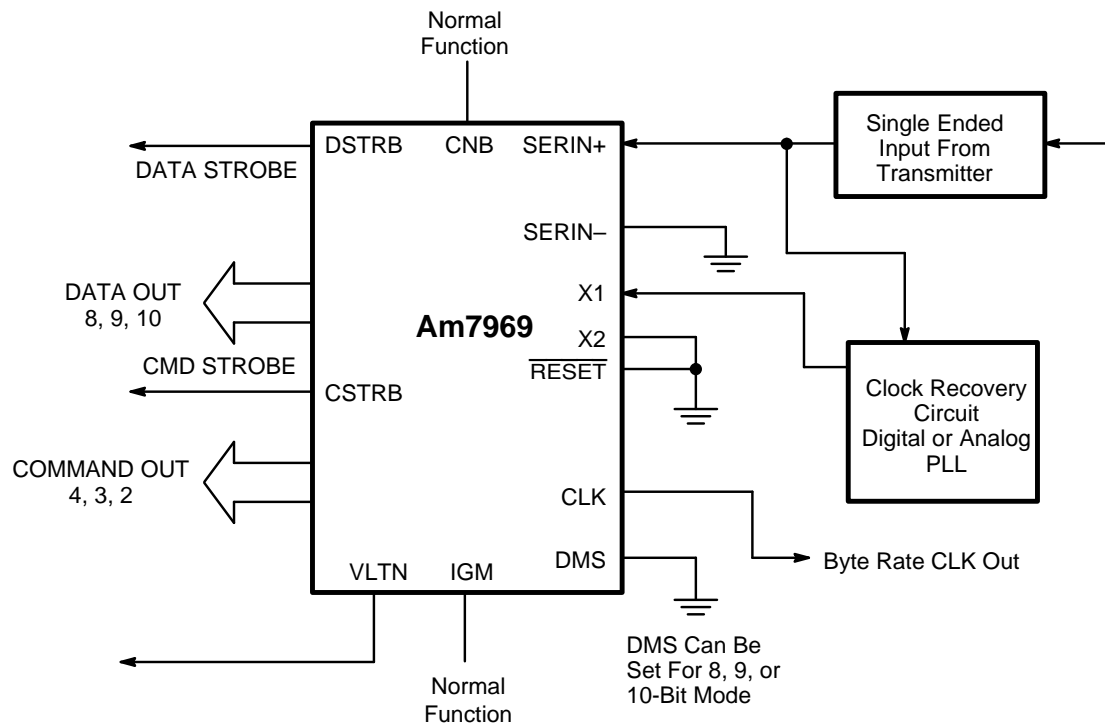 Normal
Function
DSTRB
CNB
SERIN+
Single Ended
Input From
Transmitter
DATA STROBE
SERIN–
DATA OUT
8, 9, 10
X1
Am7969
X2
CMD STROBE
RESET
CSTRB
Clock Recovery
Circuit
Digital or Analog
PLL
COMMAND OUT
4, 3, 2
CLK
DMS
Byte Rate CLK Out
VLTN
IGM
DMS Can Be
Set For 8, 9, or
10-Bit Mode
Normal
Function